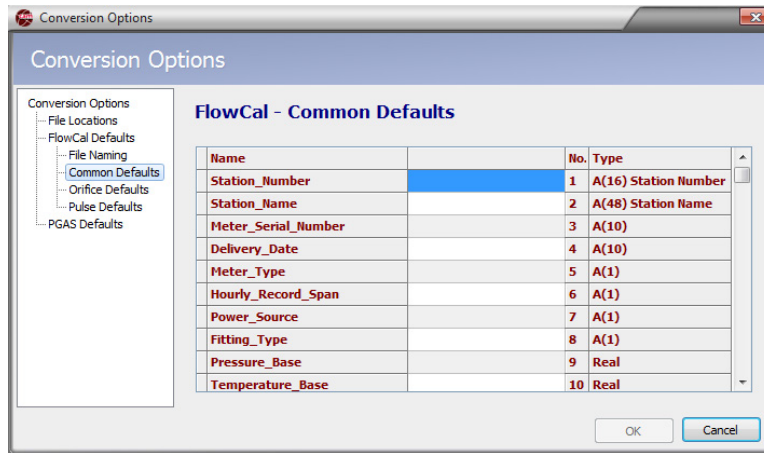 Conversion Options
Conversion Options
Conversion Options
File Locations
FlowCal Defaults
File Naming
Common Defaults
Orifice Defaults
Pulse Defaults
PGAS Defaults
FlowCal - Common Defaults
Name No. Type
Station_Number 1 A(16) Station Number
Station_Name 2 A(48) Station Name
Meter_Serial_Number 3 A(10)
Delivery_Date 4 A(10)
Meter_Type 5 A(1)
Hourly_Record_Span 6 A(1)
Power_Source 7 A(1)
Fitting_Type 8 A(1)
Pressure_Base 9 Real
Temperature_Base 10 Real
OK Cancel